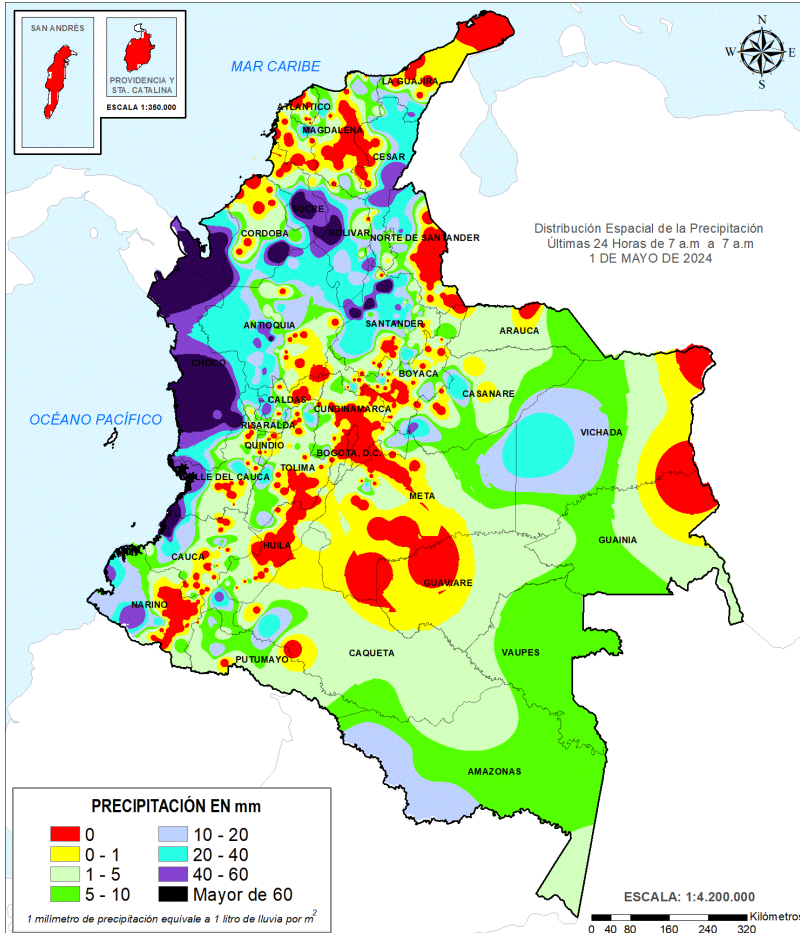 SAN ANDRÉS
PROVIDENCIA Y
STA. CATALINA
ESCALA 1:350.000
MAR CARIBE
N
W
E
S
LA GUAJIRA
ATLANTICO
MAGDALENA
CESAR
SUCRE
CORDOBA
BOLIVAR
NORTE DE SANTANDER
Distribución Espacial de la Precipitación
Últimas 24 Horas de 7 a.m a 7 a.m
1 DE MAYO DE 2024
ANTIOQUIA
SANTANDER
ARAUCA
CHOCO
BOYACA
CASANARE
CALDAS
CUNDINAMARCA
OCÉANO PACÍFICO
RISARALDA
VICHADA
QUINDIO
BOGOTA, D.C.
TOLIMA
VALLE DEL CAUCA
META
GUAINIA
HUILA
CAUCA
GUAVIARE
NARIÑO
CAQUETA
VAUPES
PUTUMAYO
AMAZONAS
PRECIPITACIÓN EN mm
0
10 - 20
0 - 1
20 - 40
1 - 5
40 - 60
5 - 10
Mayor de 60
1 milímetro de precipitación equivale a 1 litro de lluvia por m2
ESCALA: 1:4.200.000
Kilómetros
0 40 80 160 240 320